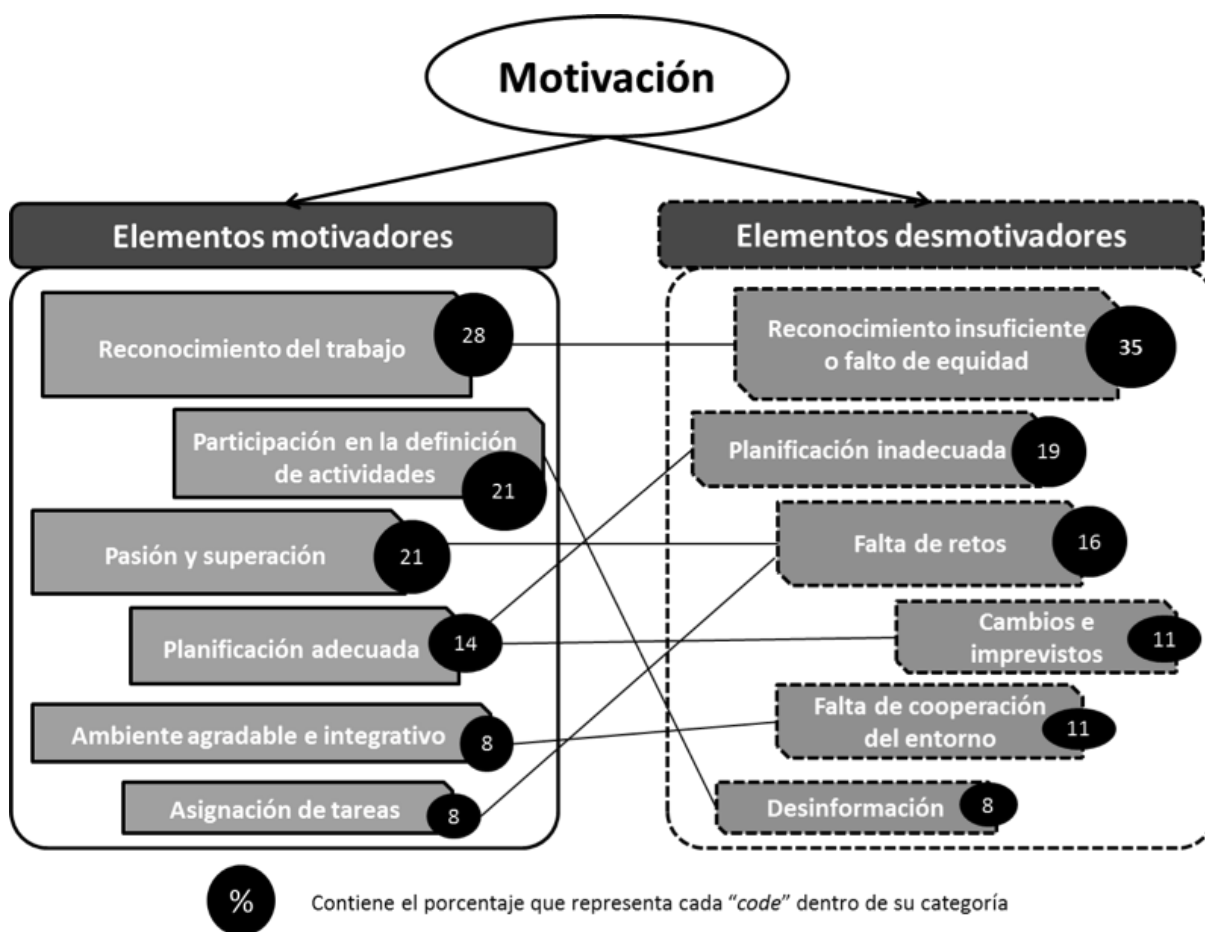 Motivación
Elementos motivadores
Reconocimiento del trabajo
28
Participación en la definición
de actividades
21
Pasión y superación
21
Planificación adecuada
14
Ambiente agradable e integrativo
8
Asignación de tareas
8
Elementos desmotivadores
Reconocimiento insuficiente
o falto de equidad
35
Planificación inadecuada
19
Falta de retos
16
Cambios e
imprevistos
11
Falta de cooperación
del entorno
11
Desinformación
8
%
Contiene el porcentaje que representa cada “code” dentro de su categoría